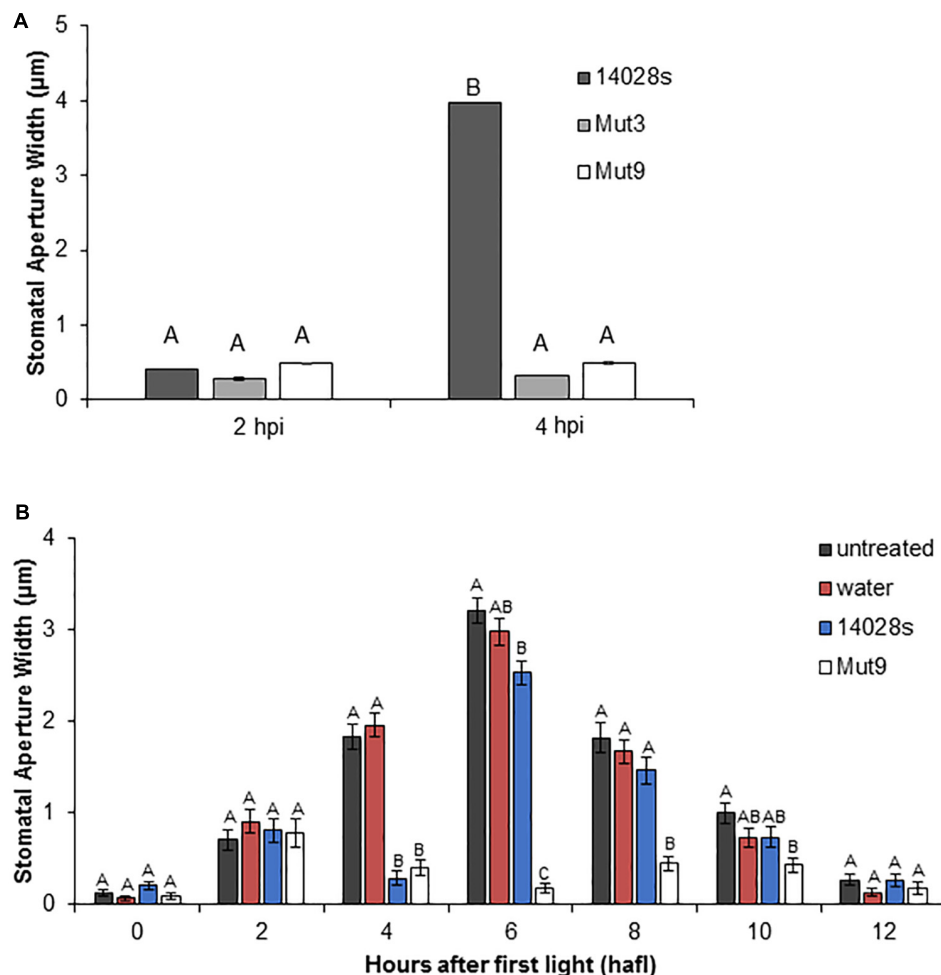 A
Stomatal Aperture Width (µm)
5
4
3
2
1
0
14028s
Mut3
Mut9
A
A
A
B
A
A
2 hpi
4 hpi
B
Stomatal Aperture Width (µm)
4
3
2
1
0
untreated
water
14028s
Mut9
A A A A
A A A A
A A B B
A AB B C
A A A B
A AB AB B
A A A A
0 2 4 6 8 10 12
Hours after first light (hafl)